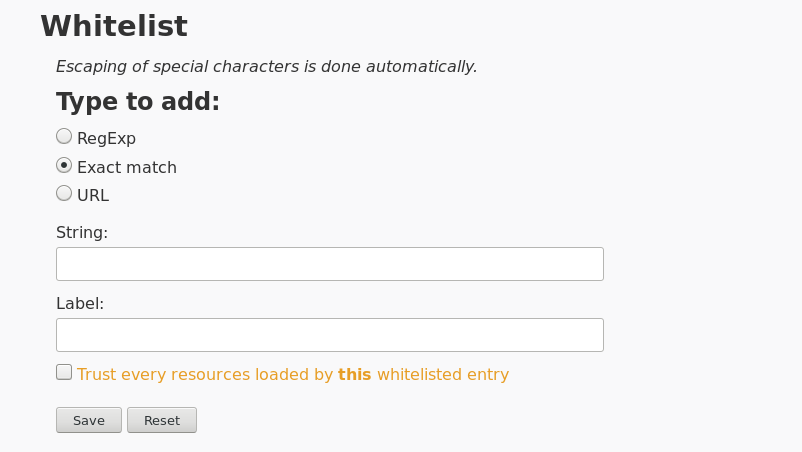 Whitelist
Escaping of special characters is done automatically.
Type to add:
RegExp
Exact match
URL
String:
Label:
Trust every resources loaded by this whitelisted entry
Save Reset